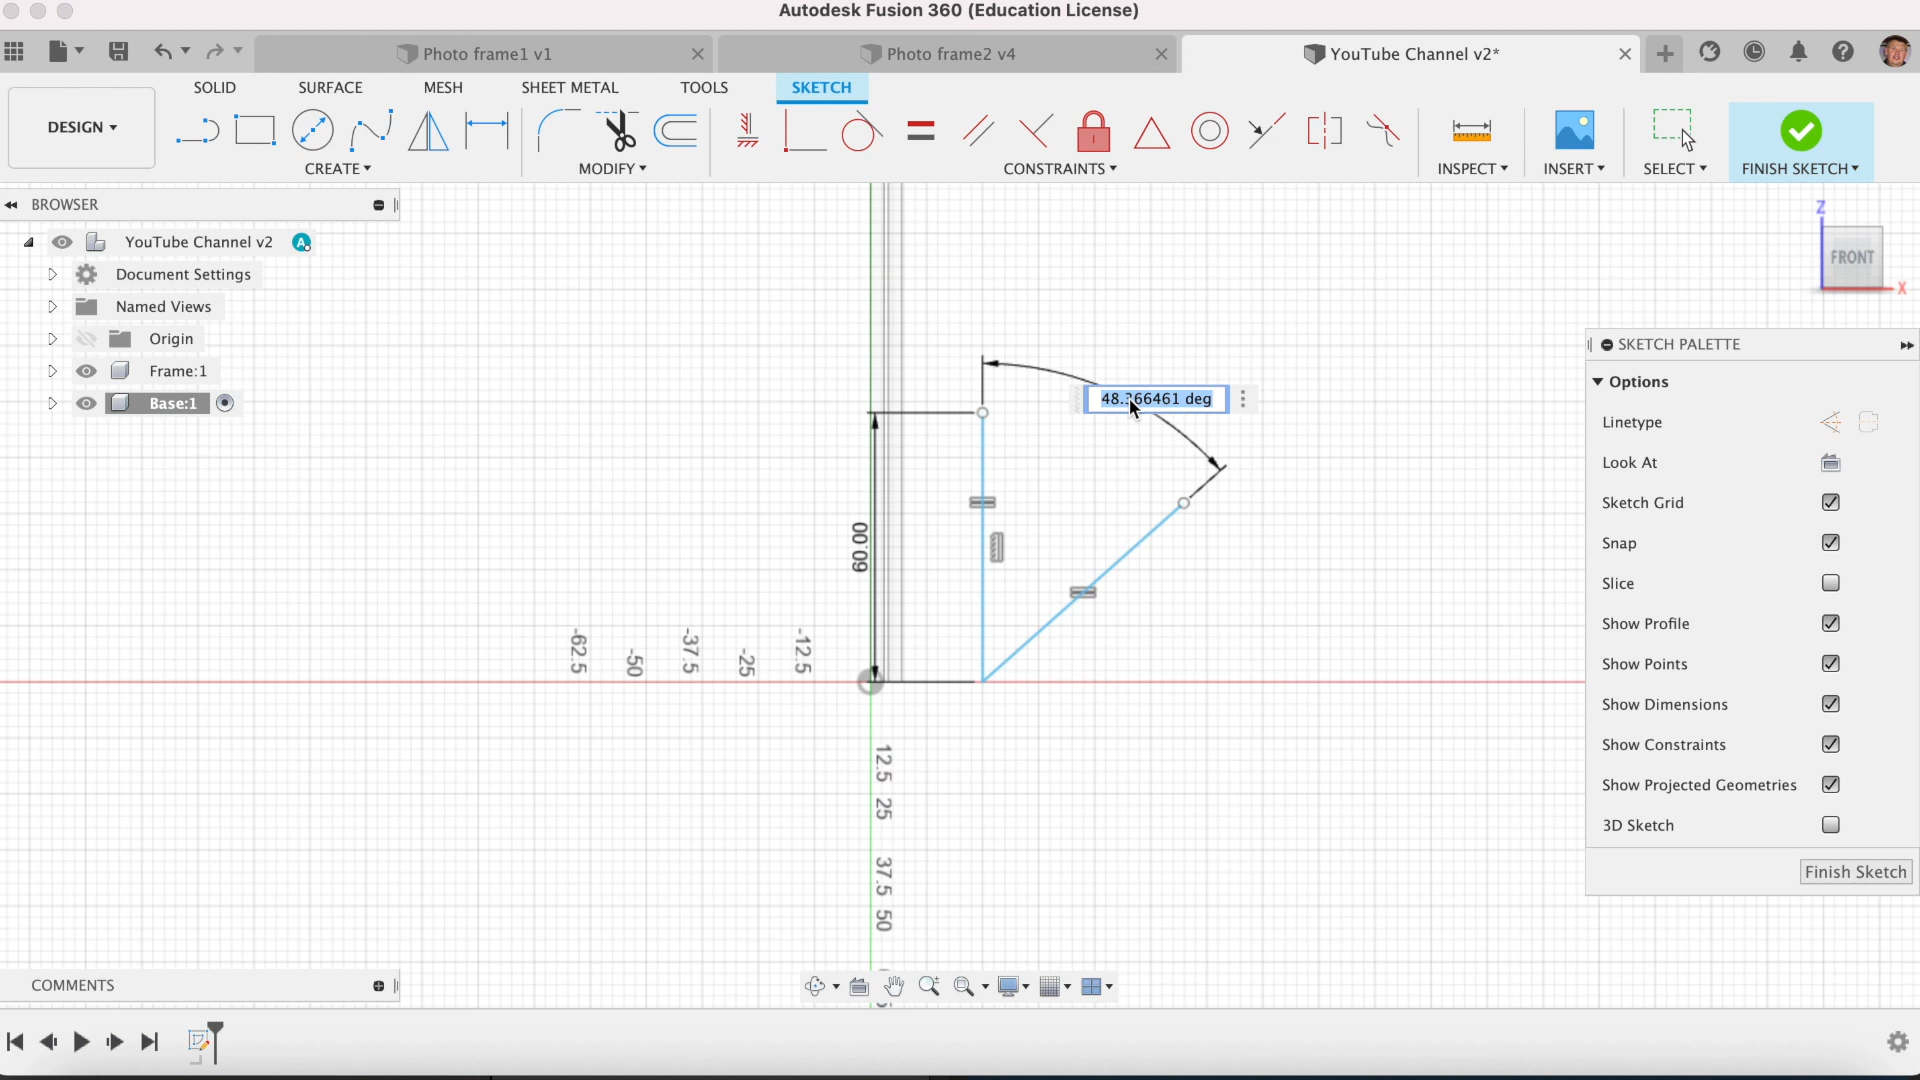 Autodesk Fusion 360 (Education License)
Photo frame1 v1
Photo frame2 v4
YouTube Channel v2*
SOLID
SURFACE
MESH
SHEET METAL
TOOLS
SKETCH
DESIGN
CREATE
MODIFY
CONSTRAINTS
INSPECT
INSERT
SELECT
FINISH SKETCH
BROWSER
YouTube Channel v2
A
Document Settings
Named Views
Origin
Frame:1
Base:1
Z
FRONT
X
48.366461 deg
60.00
-62.5
-50
-37.5
-25
-12.5
12.5
25
37.5
50
SKETCH PALETTE
Options
Linetype
Look At
Sketch Grid
Snap
Slice
Show Profile
Show Points
Show Dimensions
Show Constraints
Show Projected Geometries
3D Sketch
Finish Sketch
COMMENTS